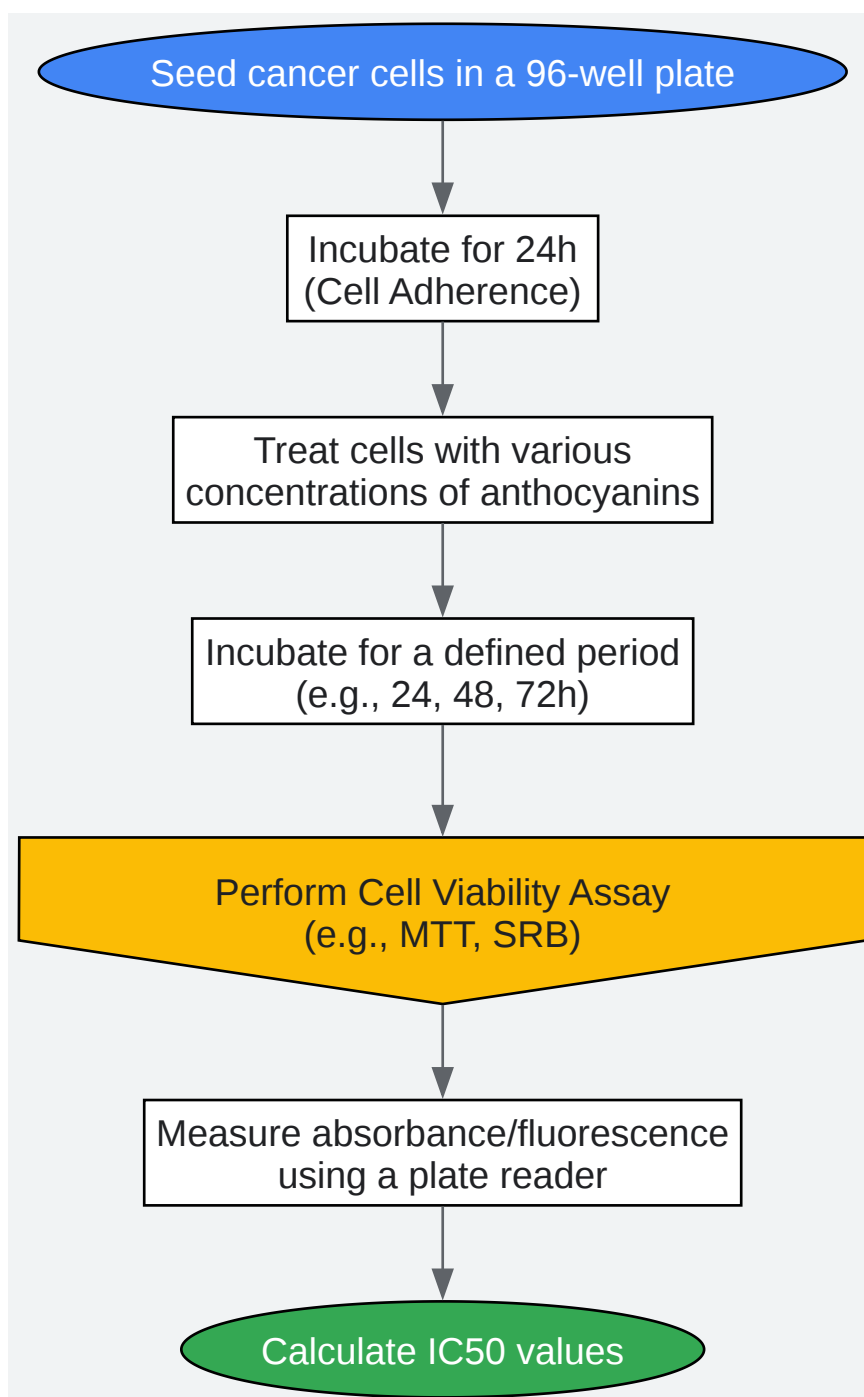 Seed cancer cells in a 96-well plate
Incubate for 24h
(Cell Adherence)
Treat cells with various
concentrations of anthocyanins
Incubate for a defined period
(e.g., 24, 48, 72h)
Perform Cell Viability Assay
(e.g., MTT, SRB)
Measure absorbance/fluorescence
using a plate reader
Calculate IC50 values